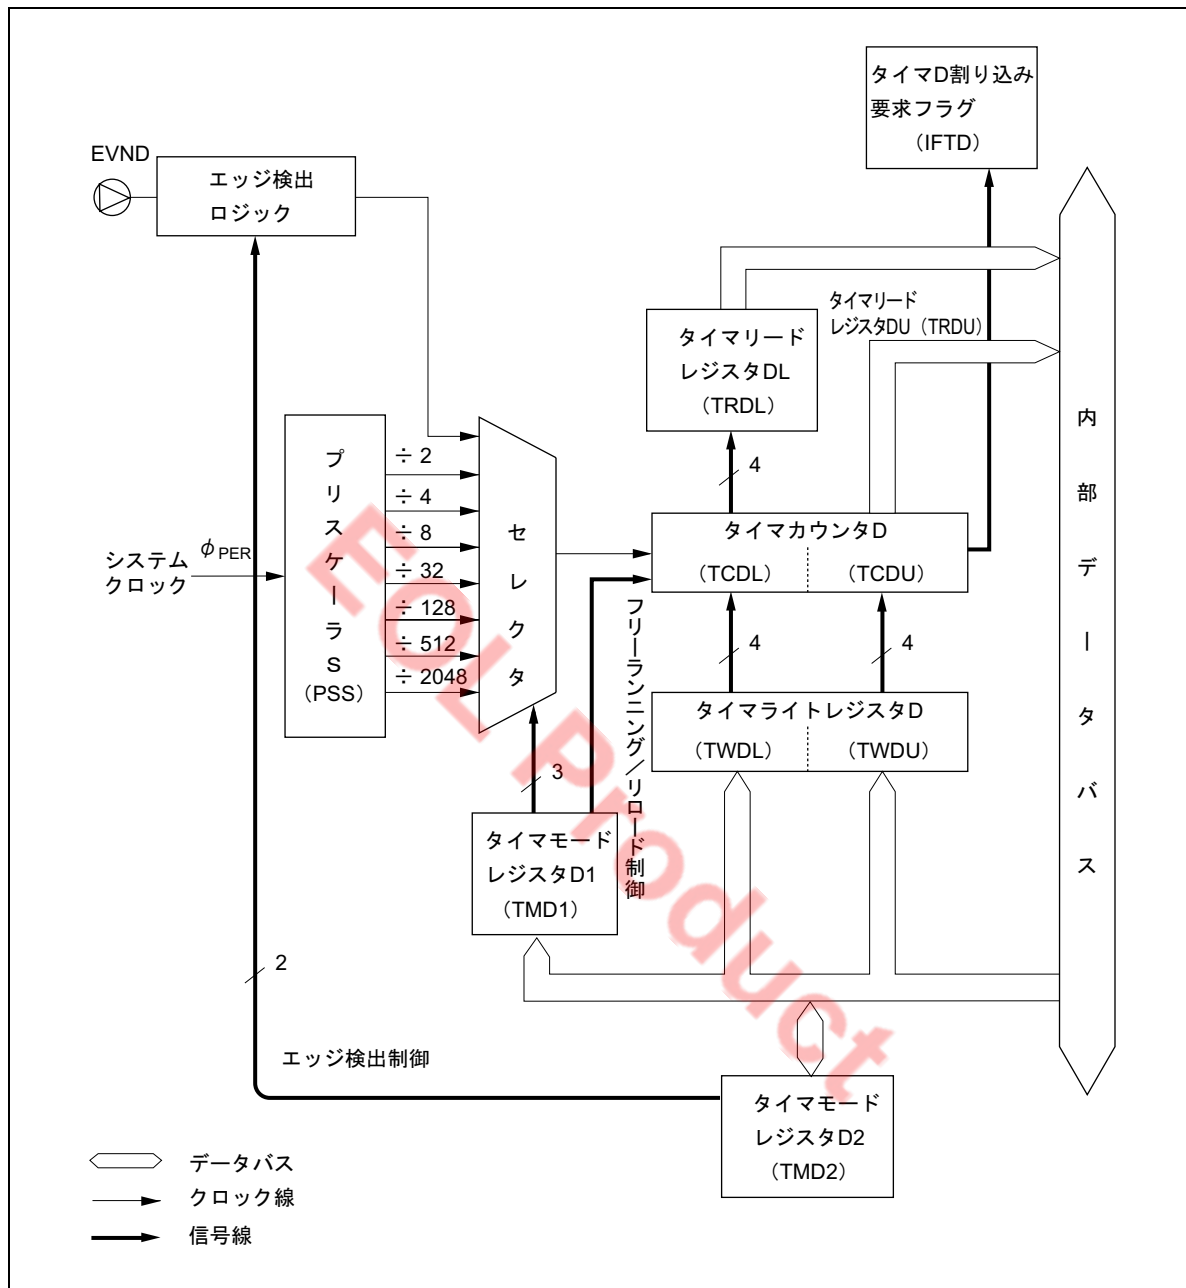 タイマD割り込み
要求フラグ
（IFTD）
EVND
エッジ検出
ロジック
タイマリード
レジスタDU（TRDU）
タイマリード
レジスタDL
（TRDL）
内部データバス
4
プリスケーラS
（PSS）
÷ 2
÷ 4
÷ 8
÷ 32
÷ 128
÷ 512
÷ 2048
セレクタ
システム
クロック
ϕPER
タイマカウンタD
（TCDL） （TCDU）
フリーランニング／リロード制御
4
4
タイマライトレジスタD
（TWDL） （TWDU）
3
タイマモード
レジスタD1
（TMD1）
2
エッジ検出制御
タイマモード
レジスタD2
（TMD2）
データバス
クロック線
信号線
EOL Product